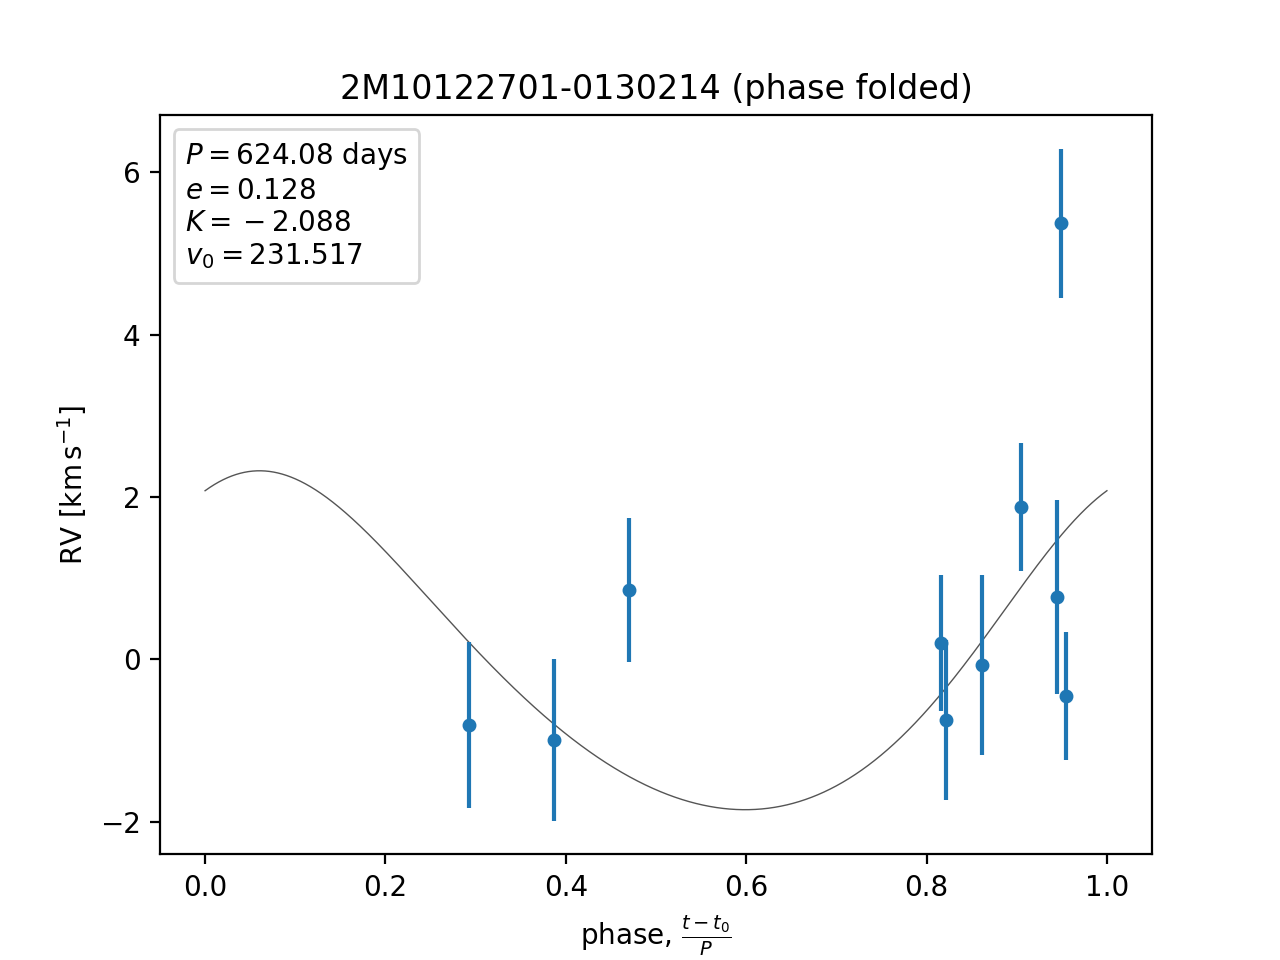 2M10122701-0130214 (phase folded)
P = 624.08 days
e = 0.128
K = −2.088
v₀ = 231.517
RV [km s⁻¹]
6
4
2
0
−2
0.0 0.2 0.4 0.6 0.8 1.0
phase, (t − t₀)/P